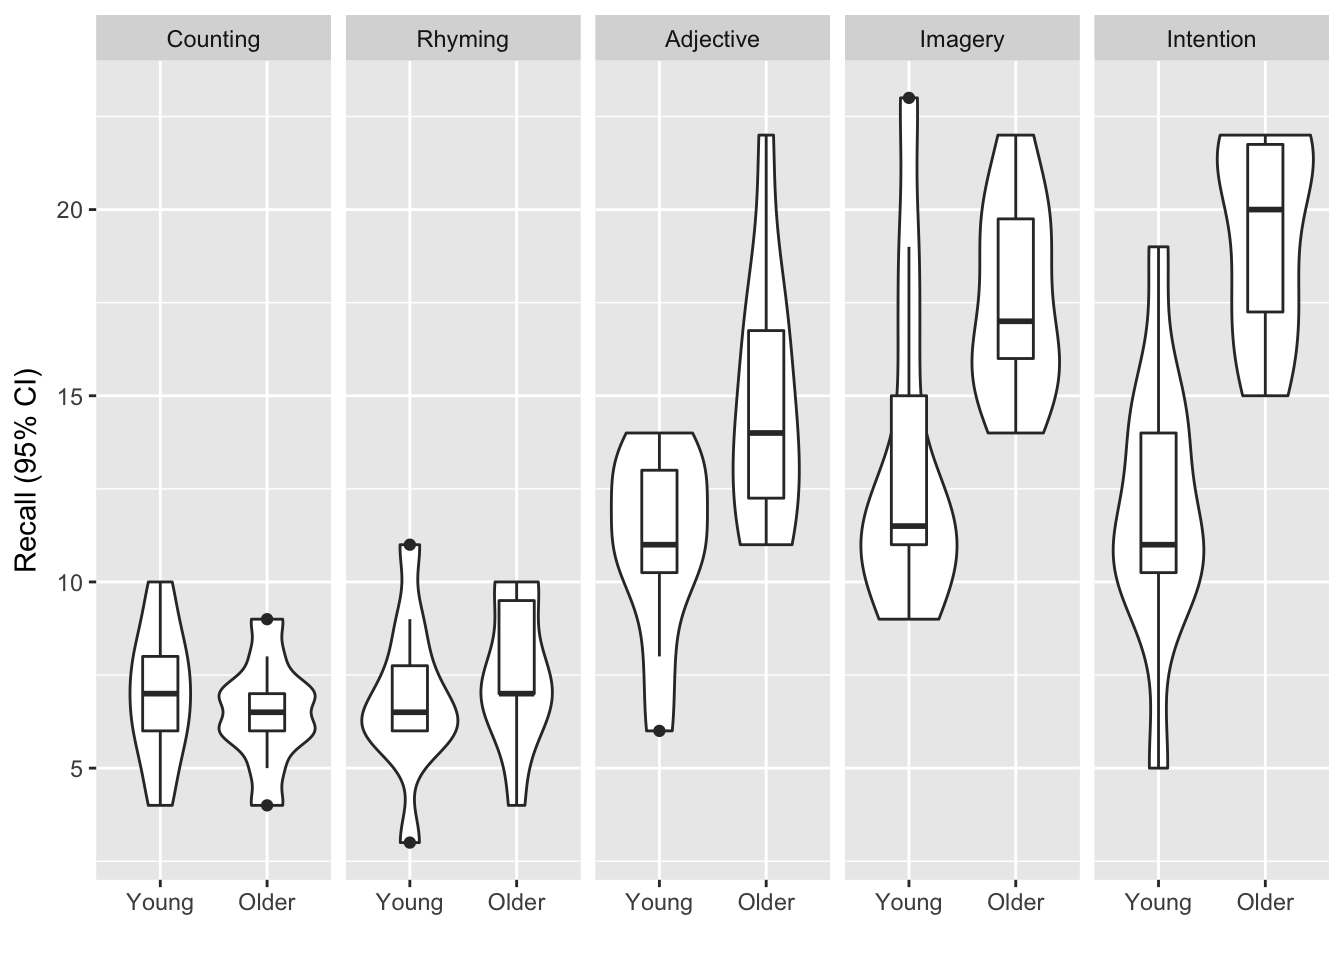 Counting Rhyming Adjective Imagery Intention
Recall (95% CI)
20
15
10
5
Young Older Young Older Young Older Young Older Young Older